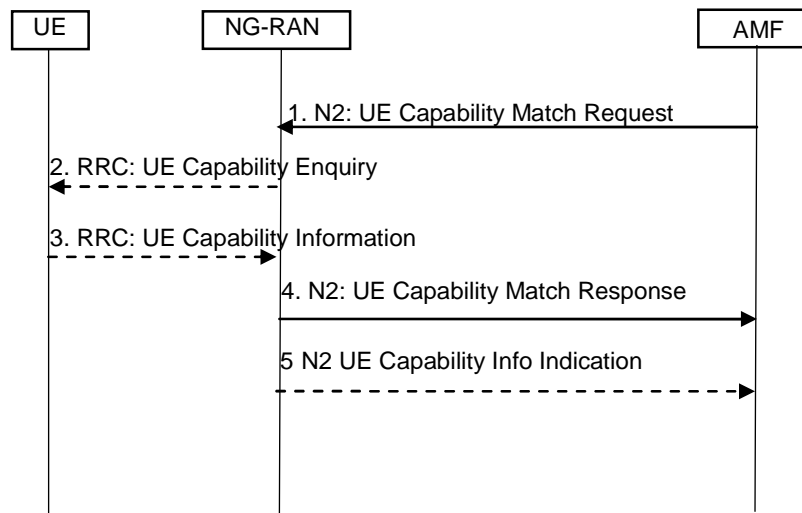 UE
NG-RAN
AMF
1. N2: UE Capability Match Request
2. RRC: UE Capability Enquiry
3. RRC: UE Capability Information
4. N2: UE Capability Match Response
5 N2 UE Capability Info Indication